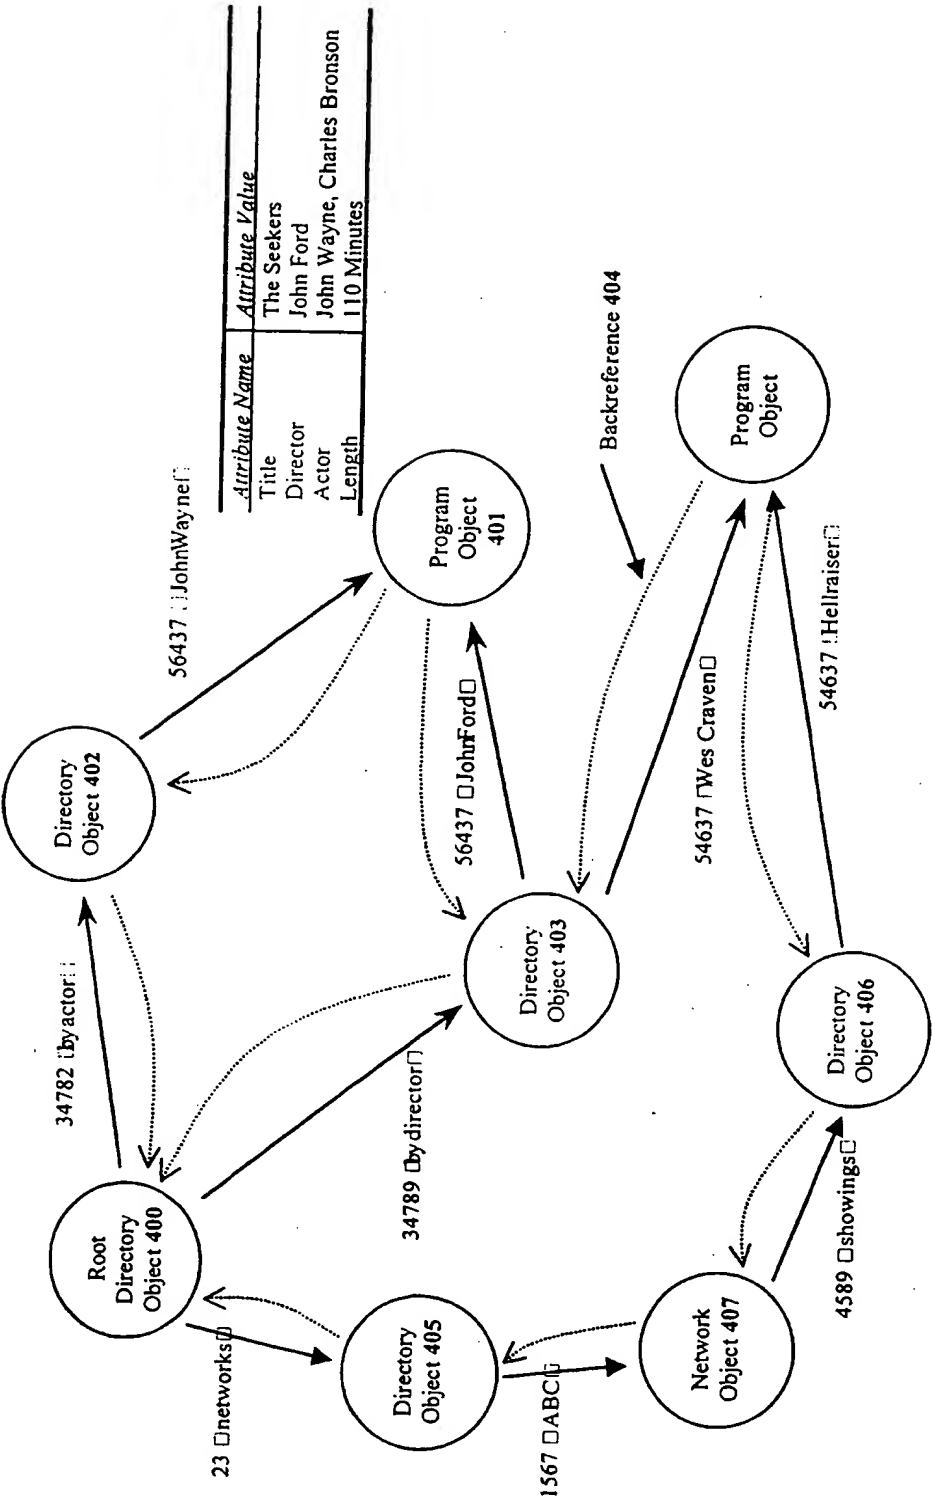 Attribute Name Attribute Value
Title The Seekers
Director John Ford
Actor John Wayne, Charles Bronson
Length 110 Minutes
56437 □JohnWayne□
Directory
Object 402
Program
Object
401
34782 □byactor□
56437 □JohnFord□
Backreference 404
Root
Directory
Object 400
Directory
Object 403
Program
Object
34789 □bydirector□
54637 □Wes Craven□
54637 □Hellraiser□
23 □networks□
Directory
Object 405
Directory
Object 406
1567 □ABC□
Network
Object 407
4589 □showings□